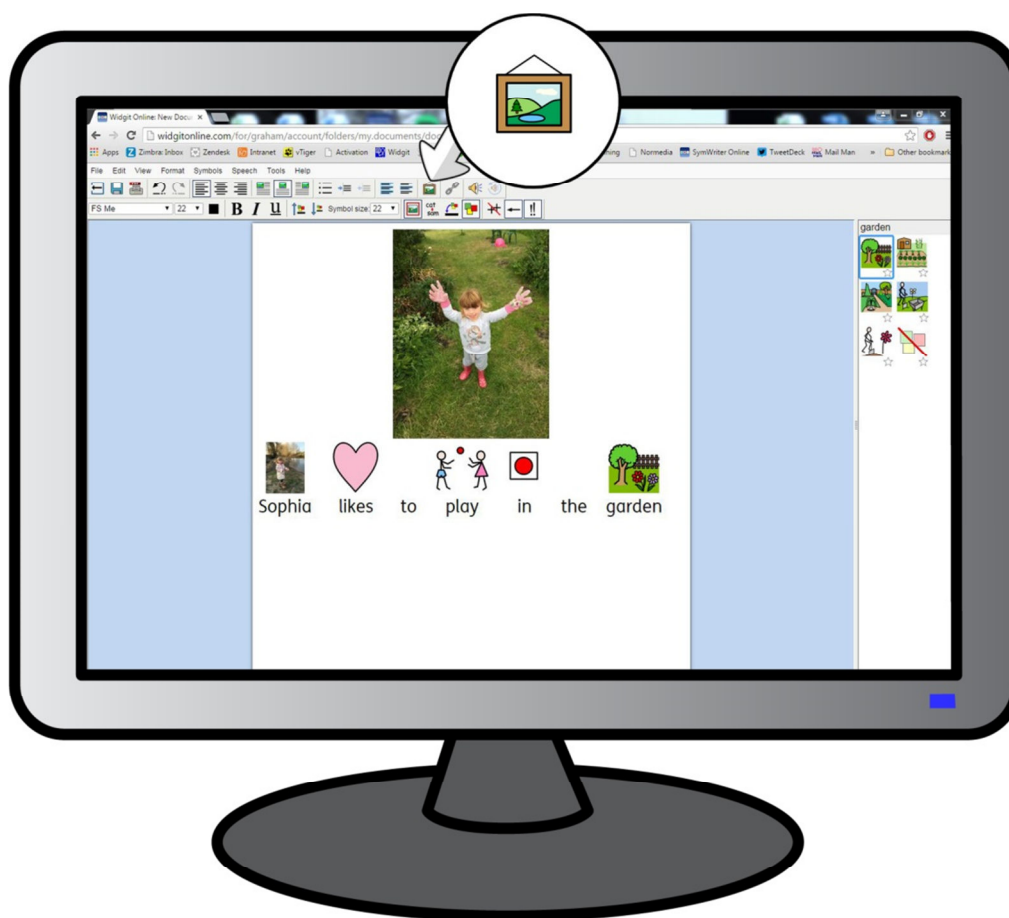 Widgit Online: New Docu
widgitonline.com/for/graham/account/folders/my.documents/doc
Apps Zimbra: Inbox Zendesk Intranet vTiger Activation Widgit Normedia SymWriter Online TweetDeck Mail Man » Other bookmark
File Edit View Format Symbols Speech Tools Help
FS Me 22 B I U Symbol size: 22
garden
Sophia likes to play in the garden